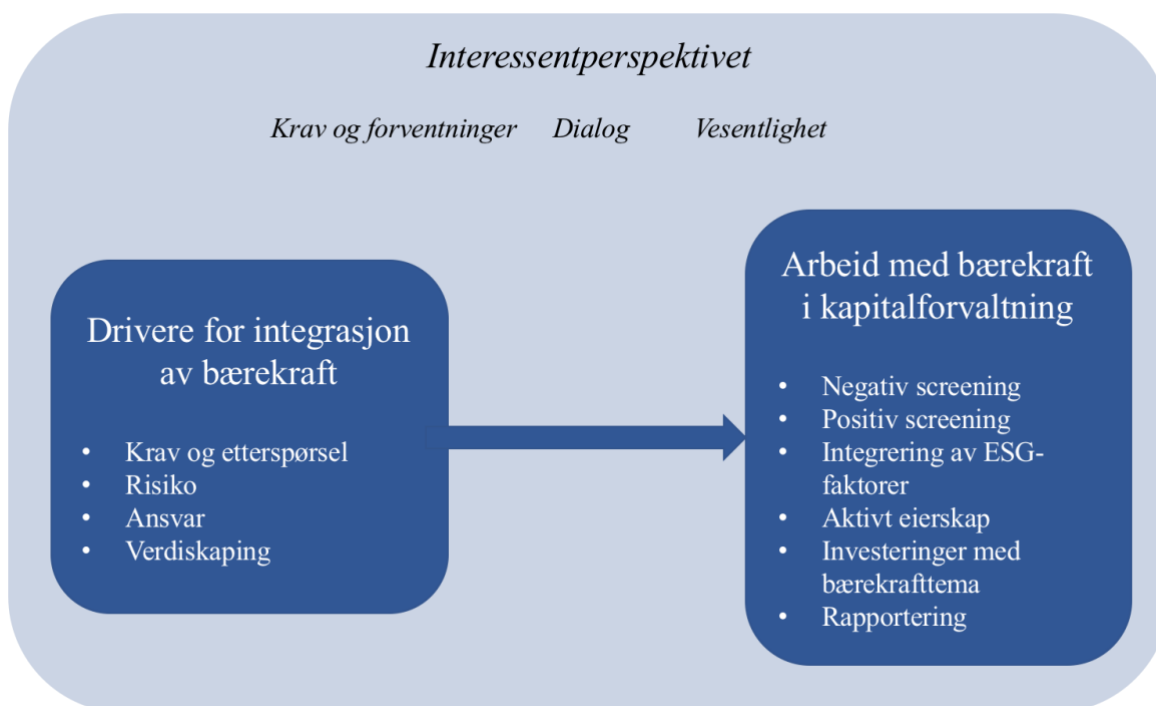 Interessentperspektivet
Krav og forventninger Dialog Vesentlighet
Drivere for integrasjon
av bærekraft
• Krav og etterspørsel
• Risiko
• Ansvar
• Verdiskaping
Arbeid med bærekraft
i kapitalforvaltning
• Negativ screening
• Positiv screening
• Integrering av ESG-
faktorer
• Aktivt eierskap
• Investeringer med
bærekrafttema
• Rapportering